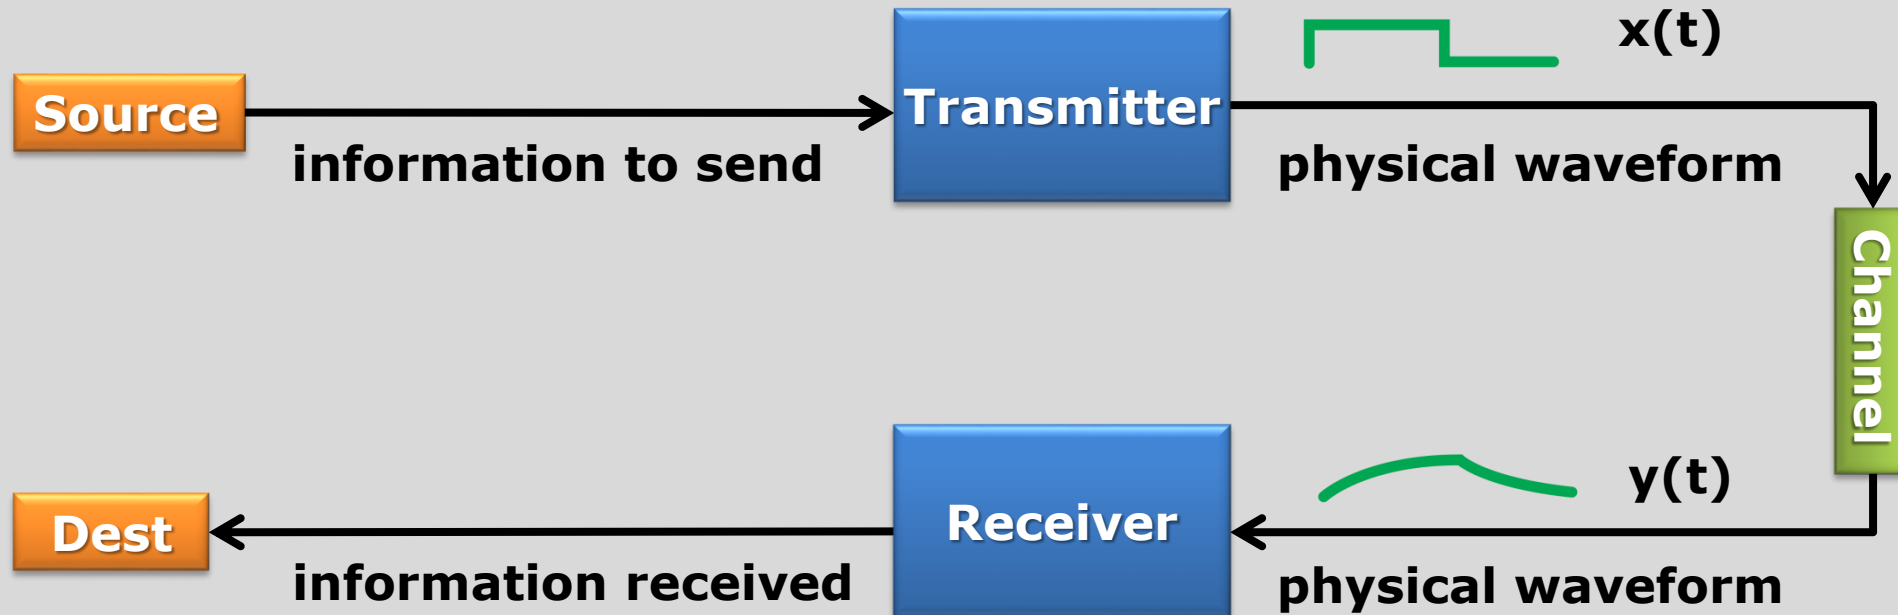 x(t)
Source
Transmitter
information to send
physical waveform
Channel
y(t)
Receiver
Dest
information received
physical waveform